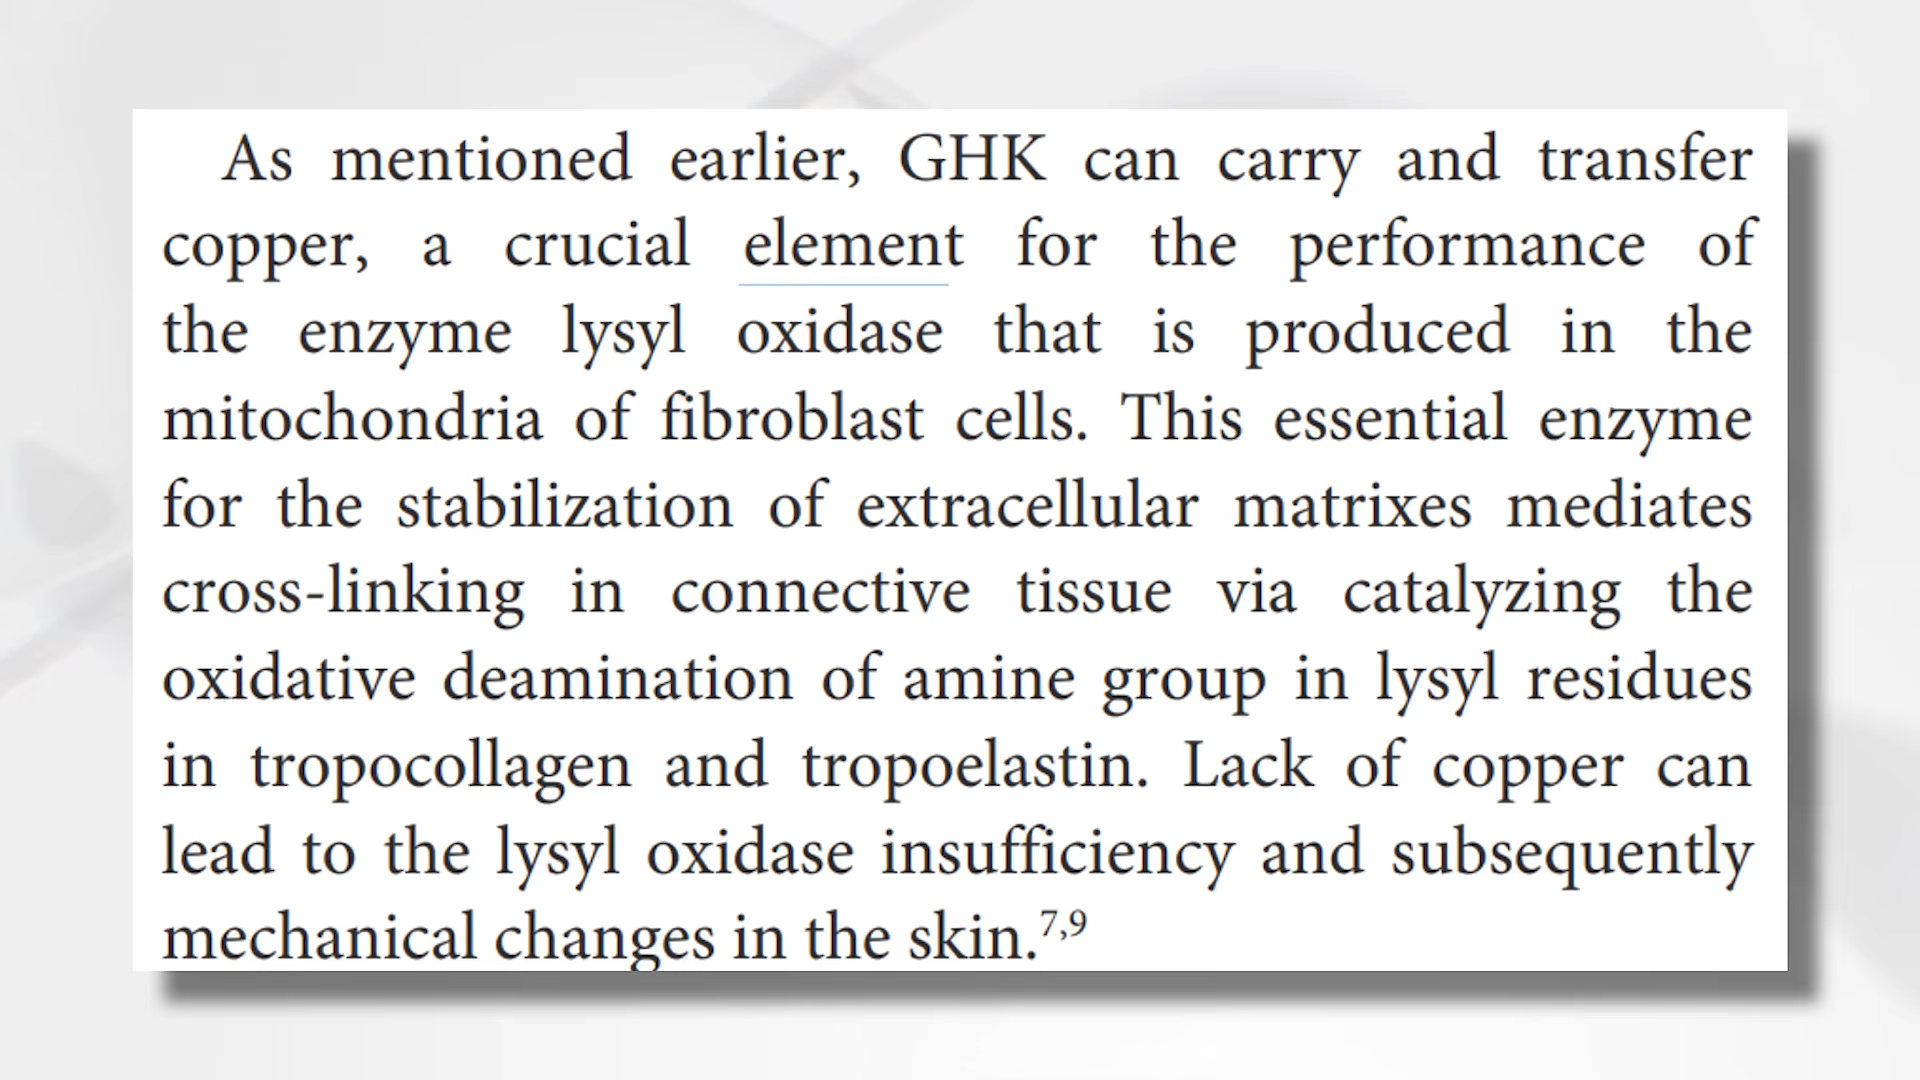 As mentioned earlier, GHK can carry and transfer
copper, a crucial element for the performance of
the enzyme lysyl oxidase that is produced in the
mitochondria of fibroblast cells. This essential enzyme
for the stabilization of extracellular matrixes mediates
cross-linking in connective tissue via catalyzing the
oxidative deamination of amine group in lysyl residues
in tropocollagen and tropoelastin. Lack of copper can
lead to the lysyl oxidase insufficiency and subsequently
mechanical changes in the skin.7,9